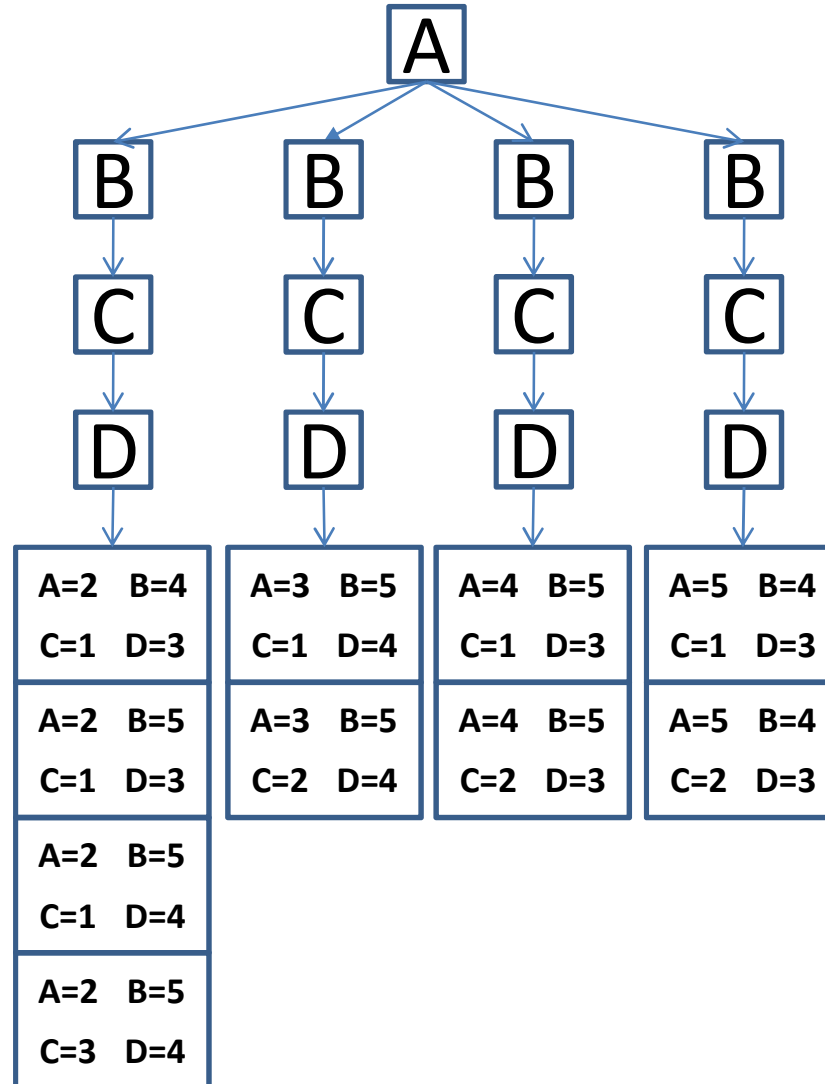 A
B B B B
C C C C
D D D D
A=2 B=4 A=3 B=5 A=4 B=5 A=5 B=4
C=1 D=3 C=1 D=4 C=1 D=3 C=1 D=3
A=2 B=5 A=3 B=5 A=4 B=5 A=5 B=4
C=1 D=3 C=2 D=4 C=2 D=3 C=2 D=3
A=2 B=5
C=1 D=4
A=2 B=5
C=3 D=4